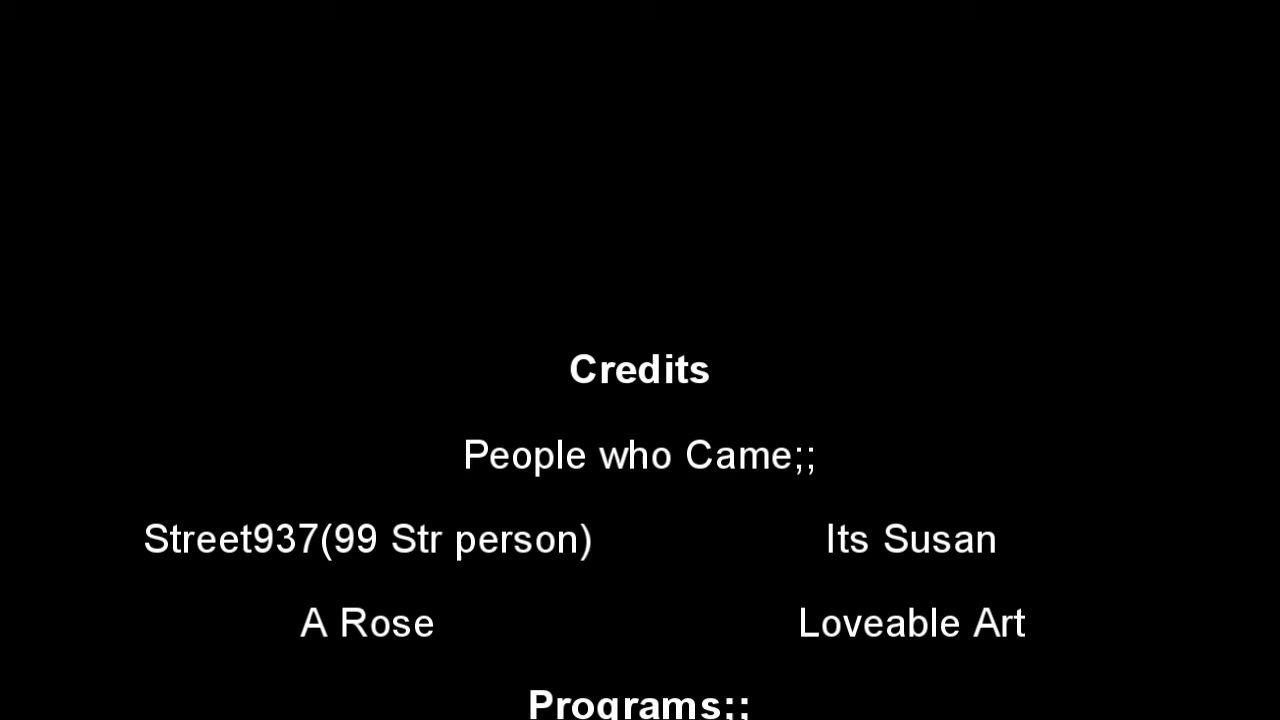 Credits
People who Came;;
Street937(99 Str person) Its Susan
A Rose Loveable Art
Programs;;